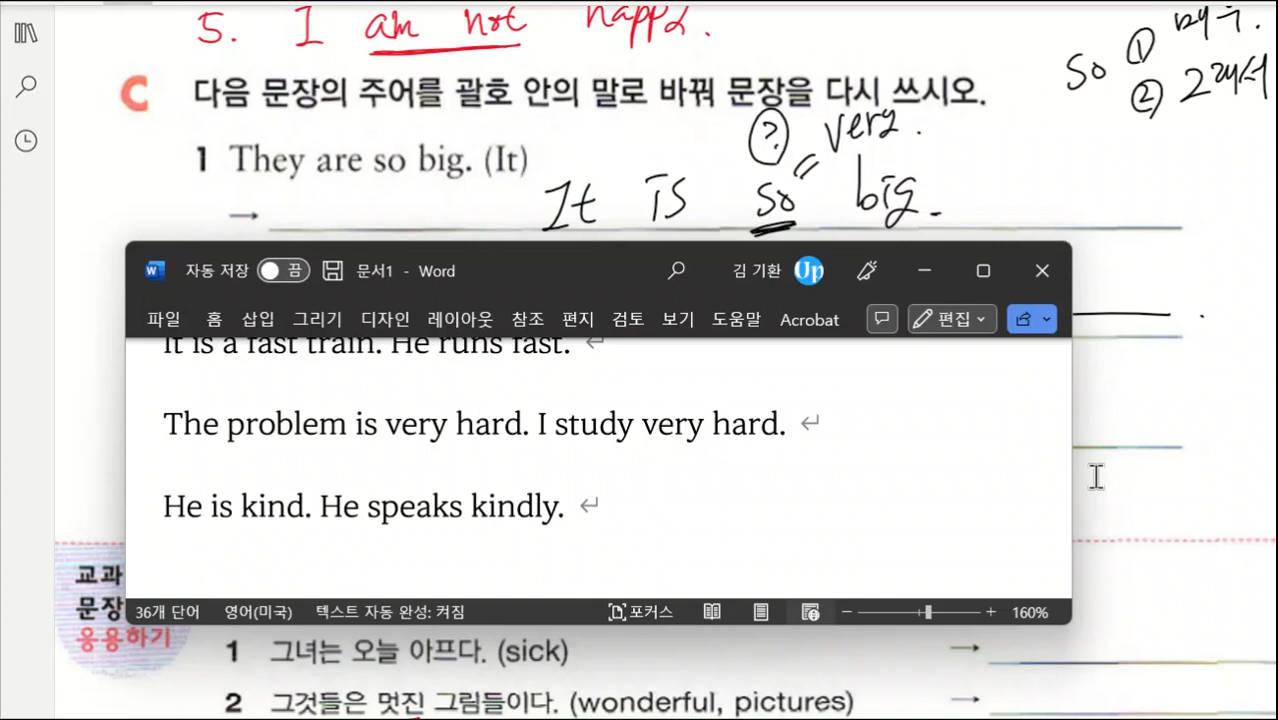 5. I am not happy.
so ① 매우.
② 그래서
C 다음 문장의 주어를 괄호 안의 말로 바꿔 문장을 다시 쓰시오.
1 They are so big. (It)
? very.
→ It is so big.
자동 저장 끔 문서1 - Word 김 기환 Up
파일 홈 삽입 그리기 디자인 레이아웃 참조 편지 검토 보기 도움말 Acrobat 편집
It is a fast train. He runs fast.
The problem is very hard. I study very hard.
He is kind. He speaks kindly.
36개 단어 영어(미국) 텍스트 자동 완성: 켜짐 포커스 160%
교과
문장
응용하기
1 그녀는 오늘 아프다. (sick) →
2 그것들은 멋진 그림들이다. (wonderful, pictures) →